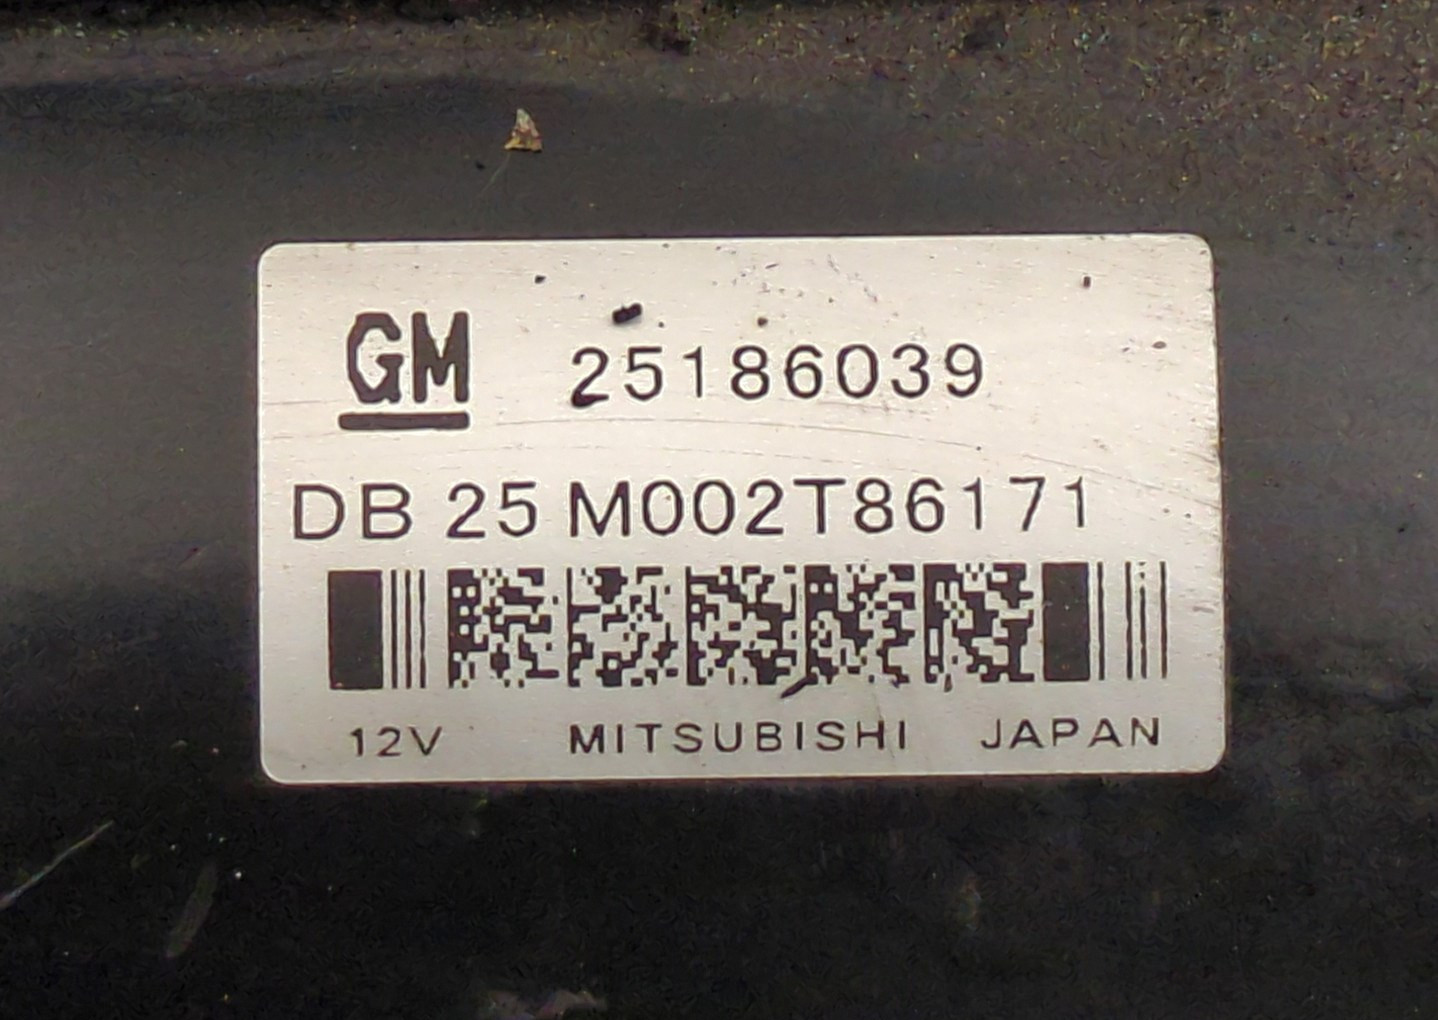 GM 25186039
DB 25 M002T86171
12V MITSUBISHI JAPAN